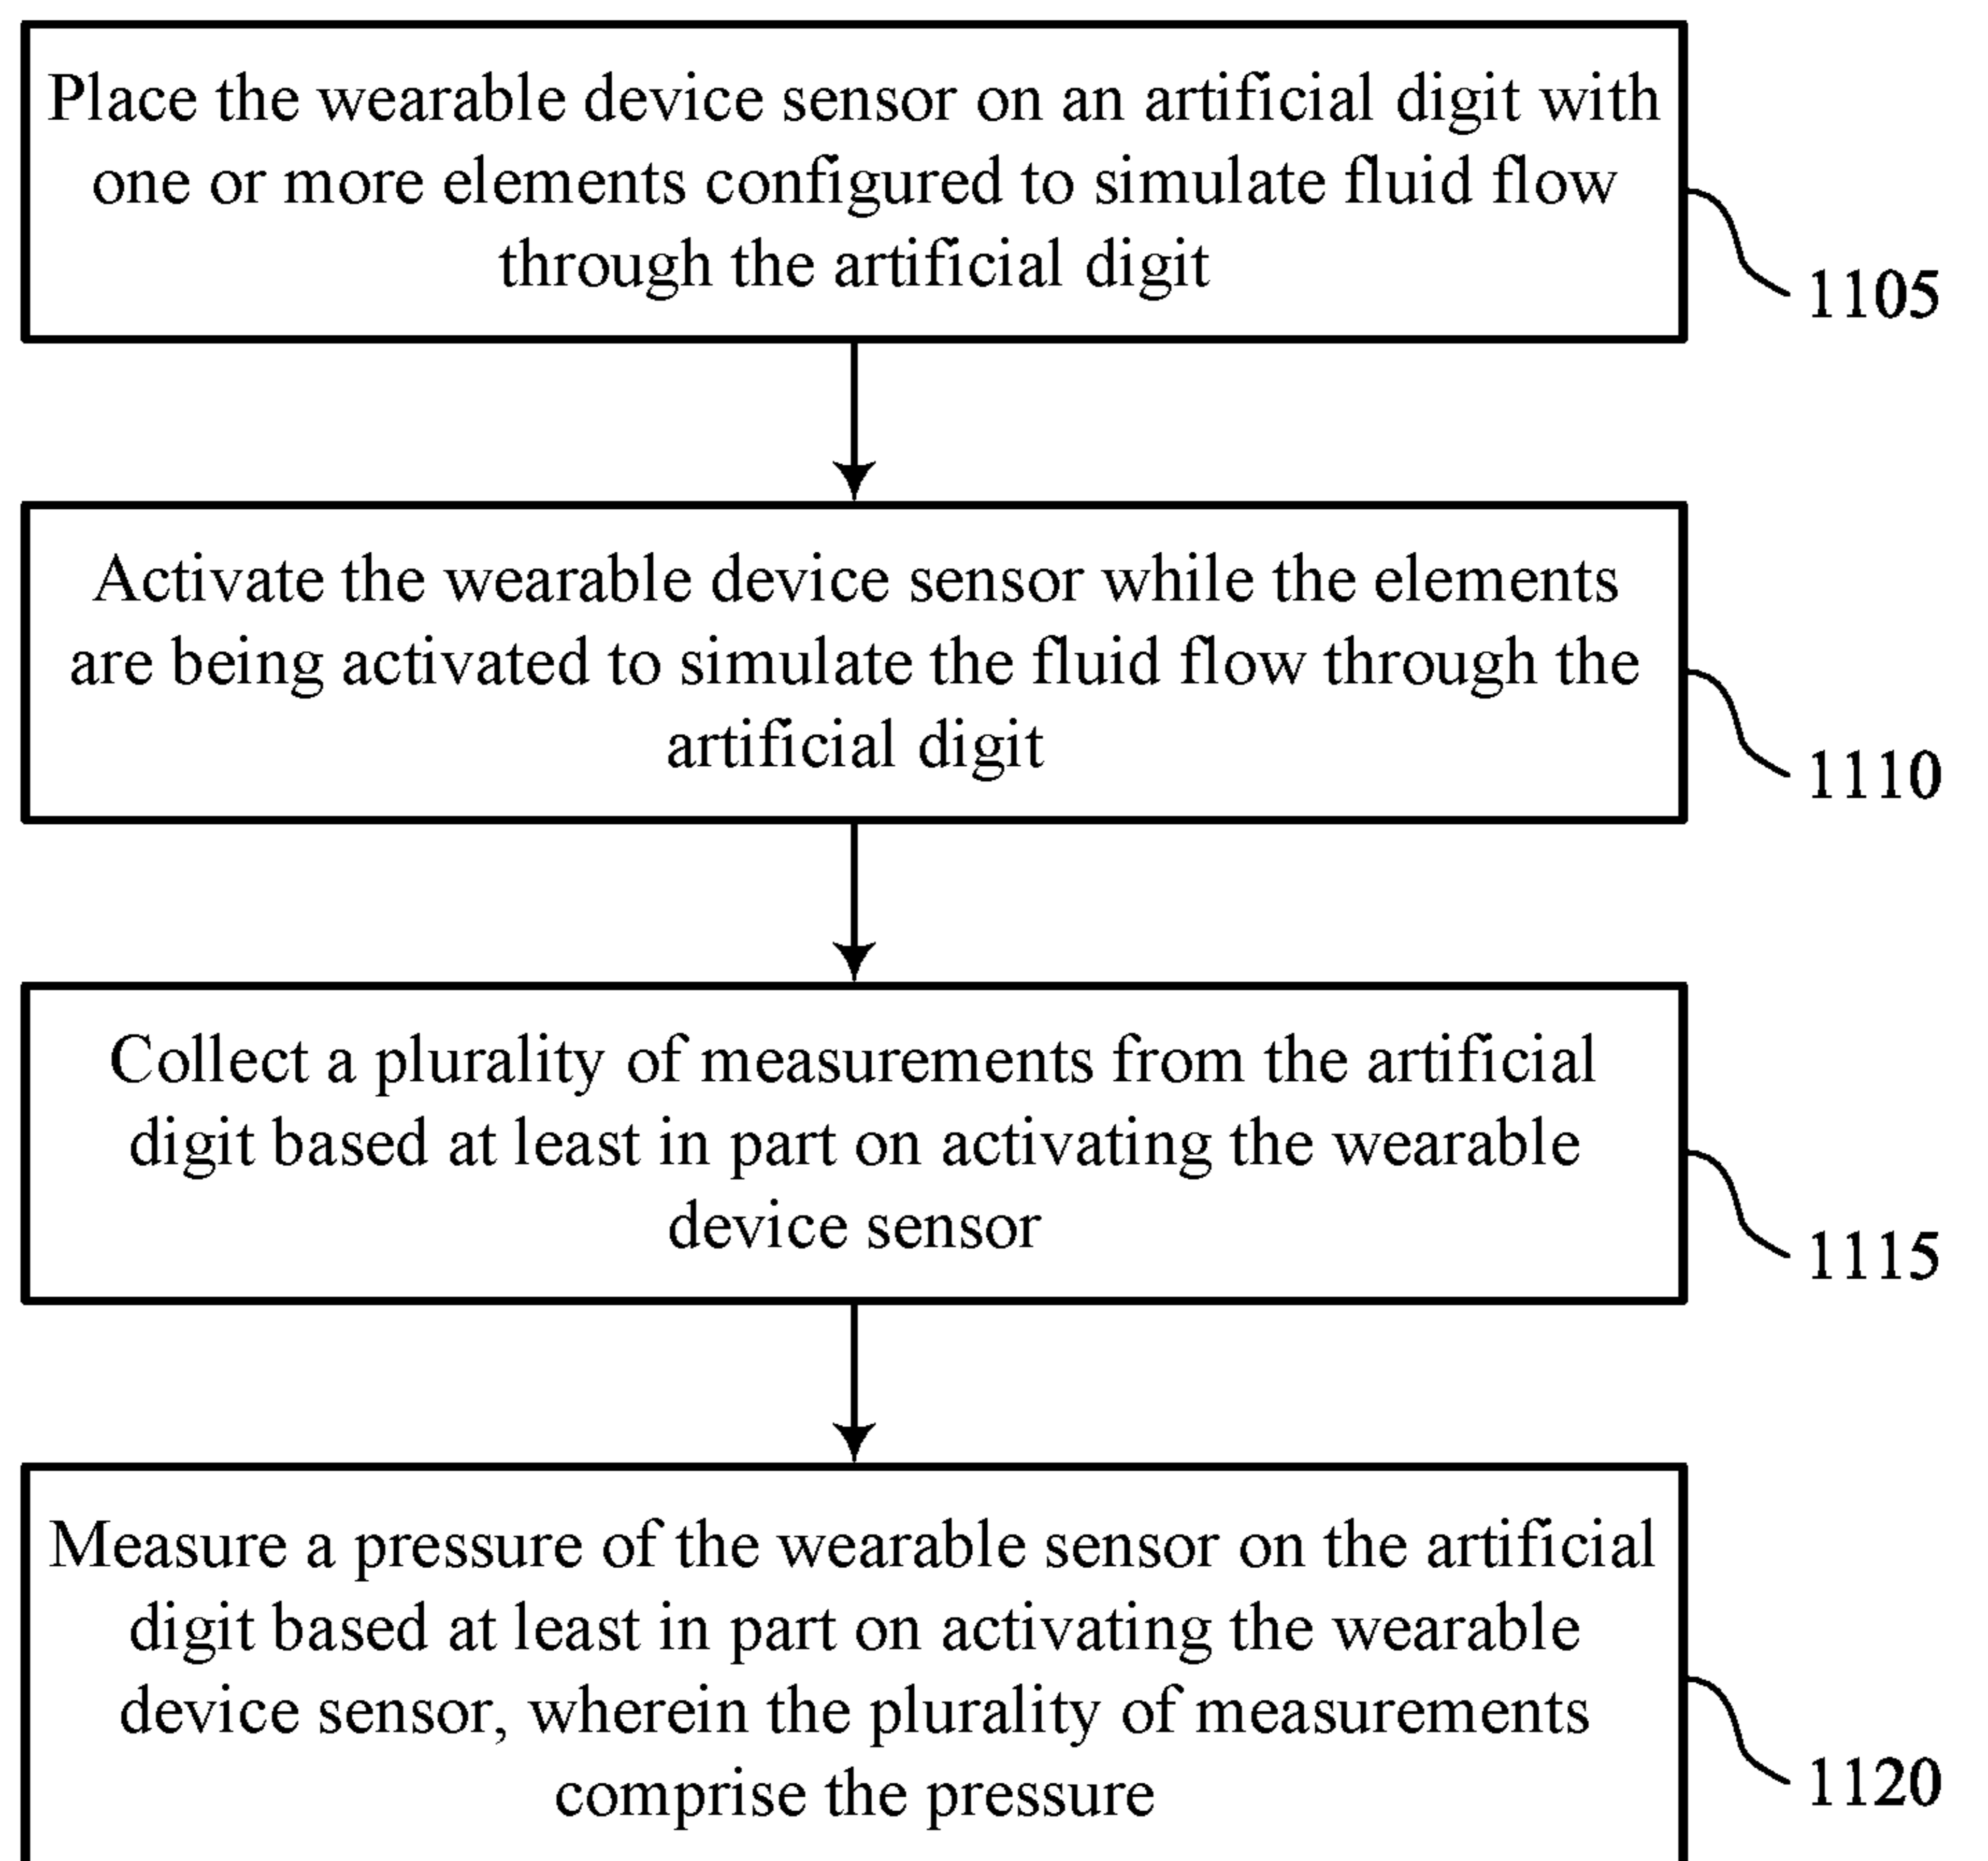 Place the wearable device sensor on an artificial digit with
one or more elements configured to simulate fluid flow
through the artificial digit
1105
Activate the wearable device sensor while the elements
are being activated to simulate the fluid flow through the
artificial digit
1110
Collect a plurality of measurements from the artificial
digit based at least in part on activating the wearable
device sensor
1115
Measure a pressure of the wearable sensor on the artificial
digit based at least in part on activating the wearable
device sensor, wherein the plurality of measurements
comprise the pressure
1120